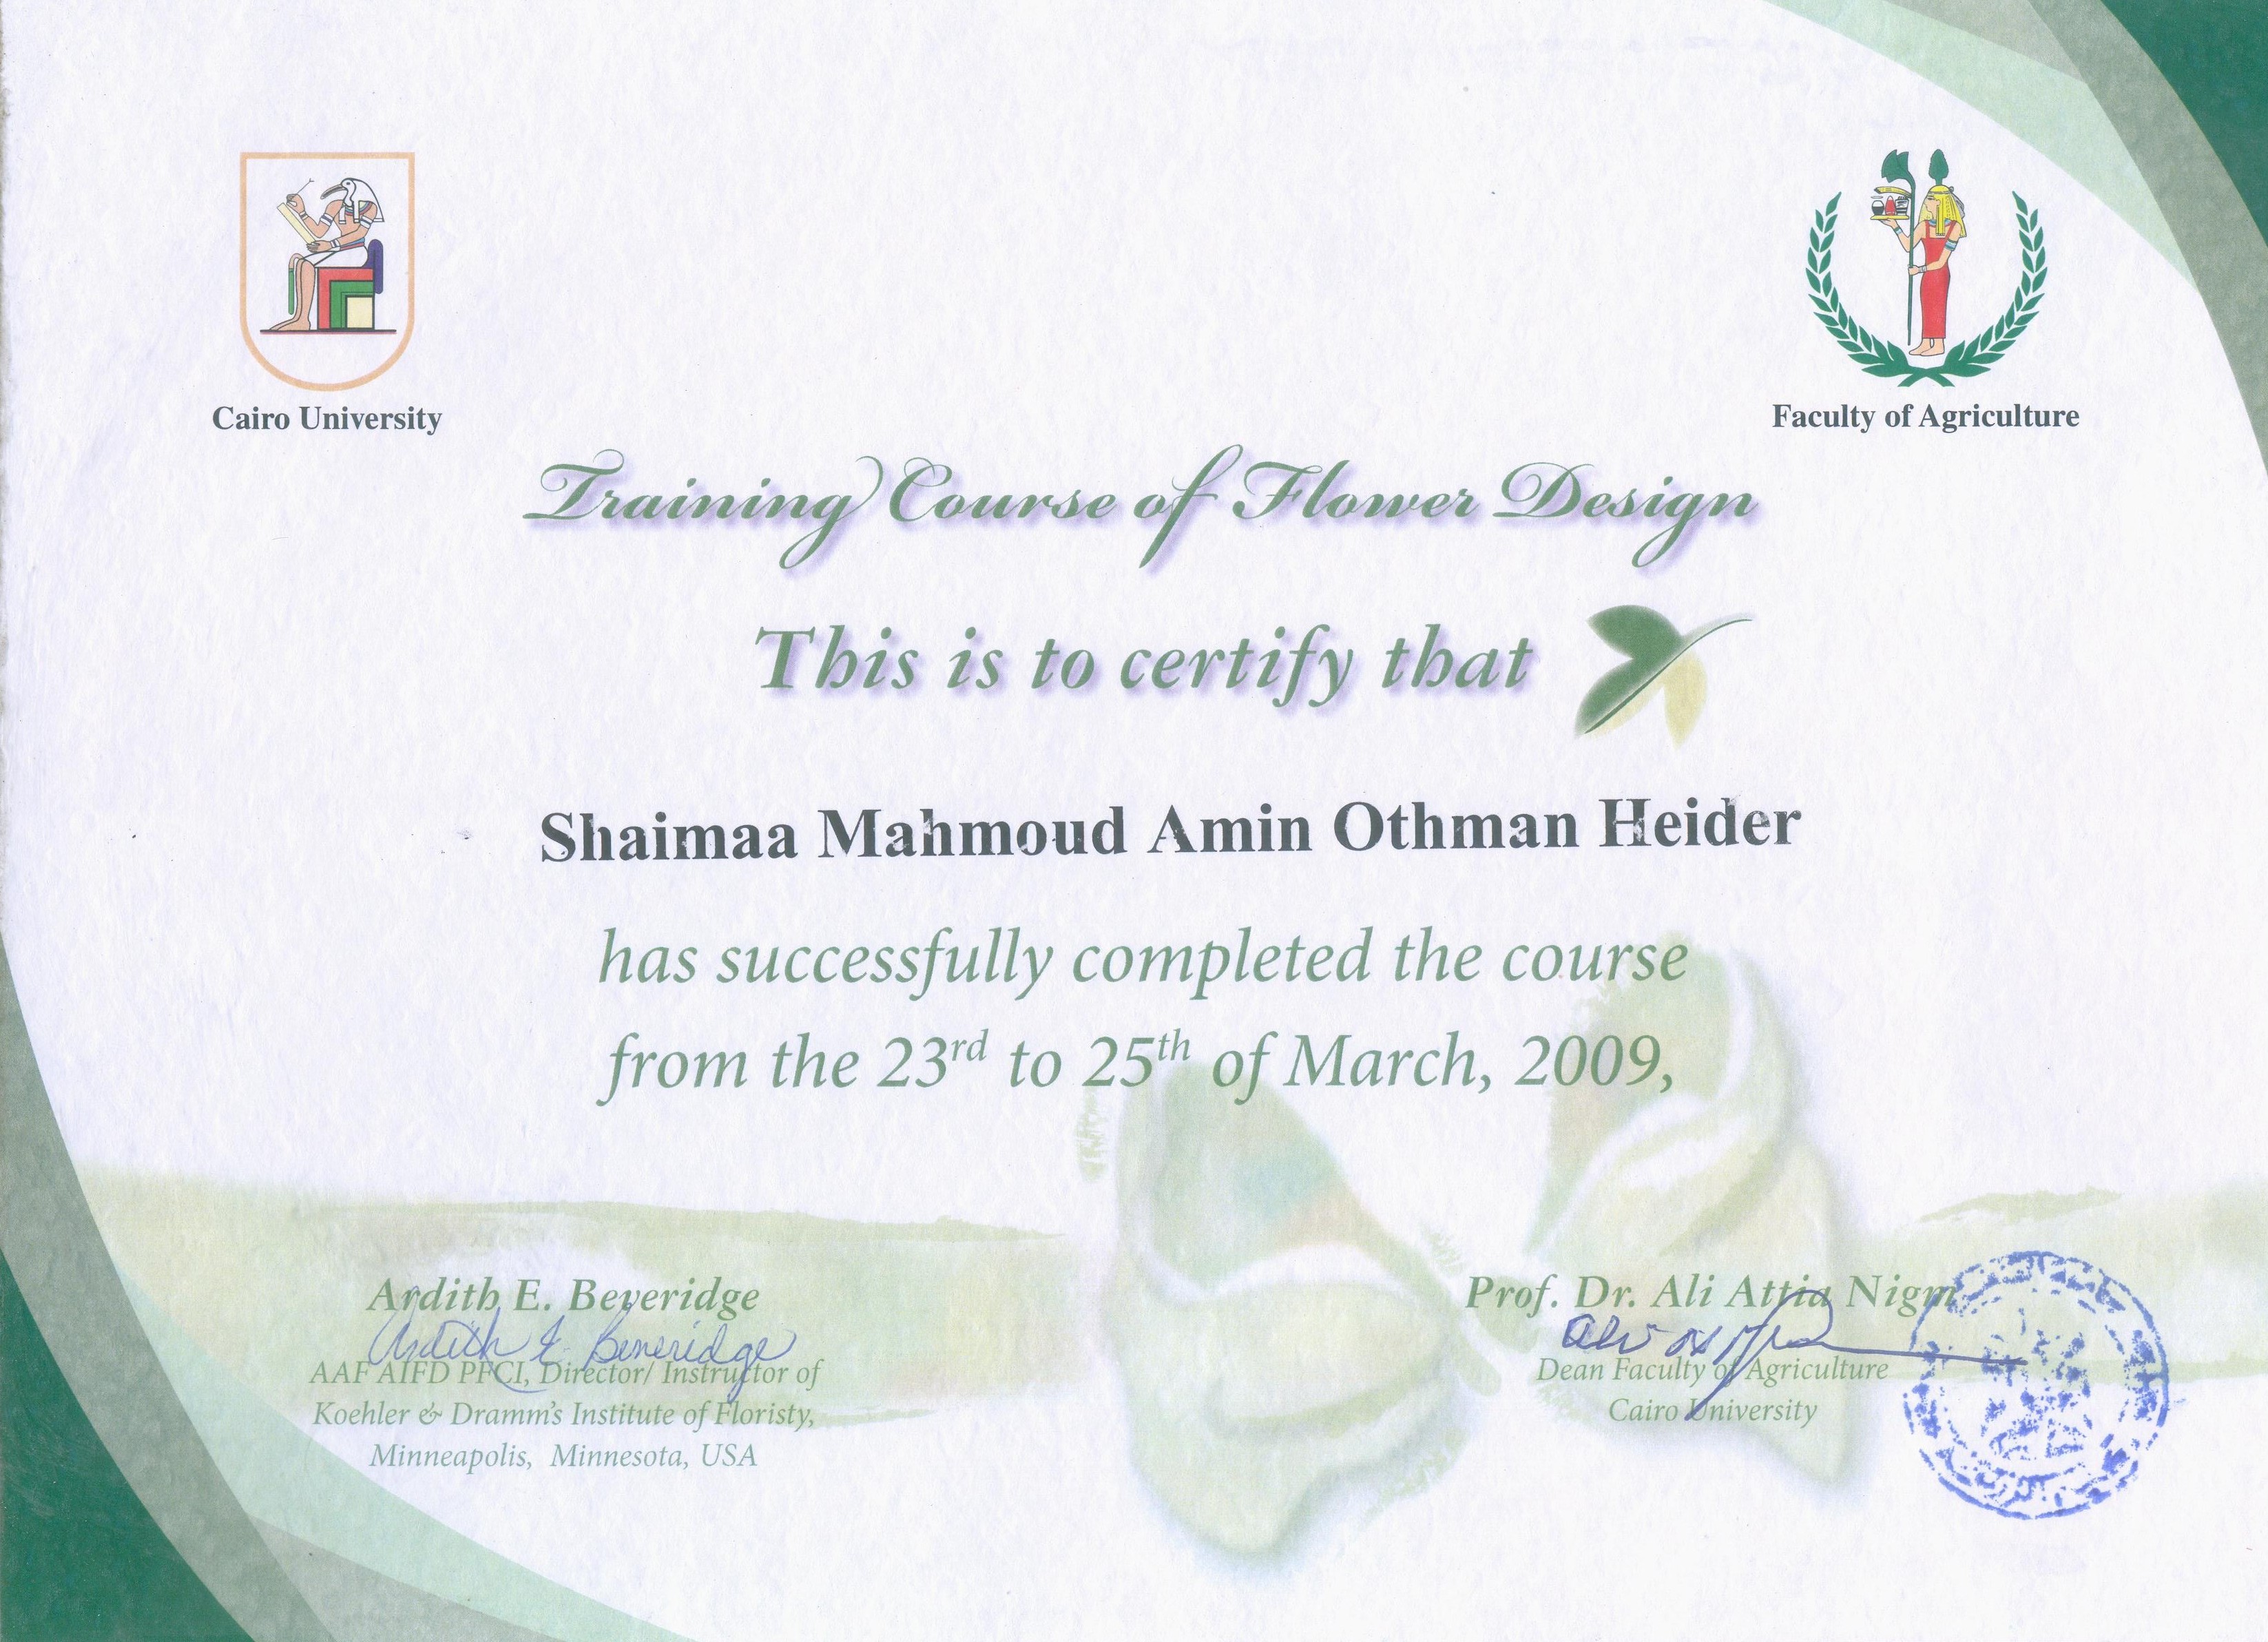 Cairo University
Faculty of Agriculture
Training Course of Flower Design
This is to certify that
Shaimaa Mahmoud Amin Othman Heider
has successfully completed the course
from the 23rd to 25th of March, 2009,
Ardith E. Beveridge
Ardith E Beveridge
AAF AIFD PFCI, Director/ Instructor of
Koehler & Dramm's Institute of Floristy,
Minneapolis, Minnesota, USA
Prof. Dr. Ali Attia Nigm
Dean Faculty of Agriculture
Cairo University